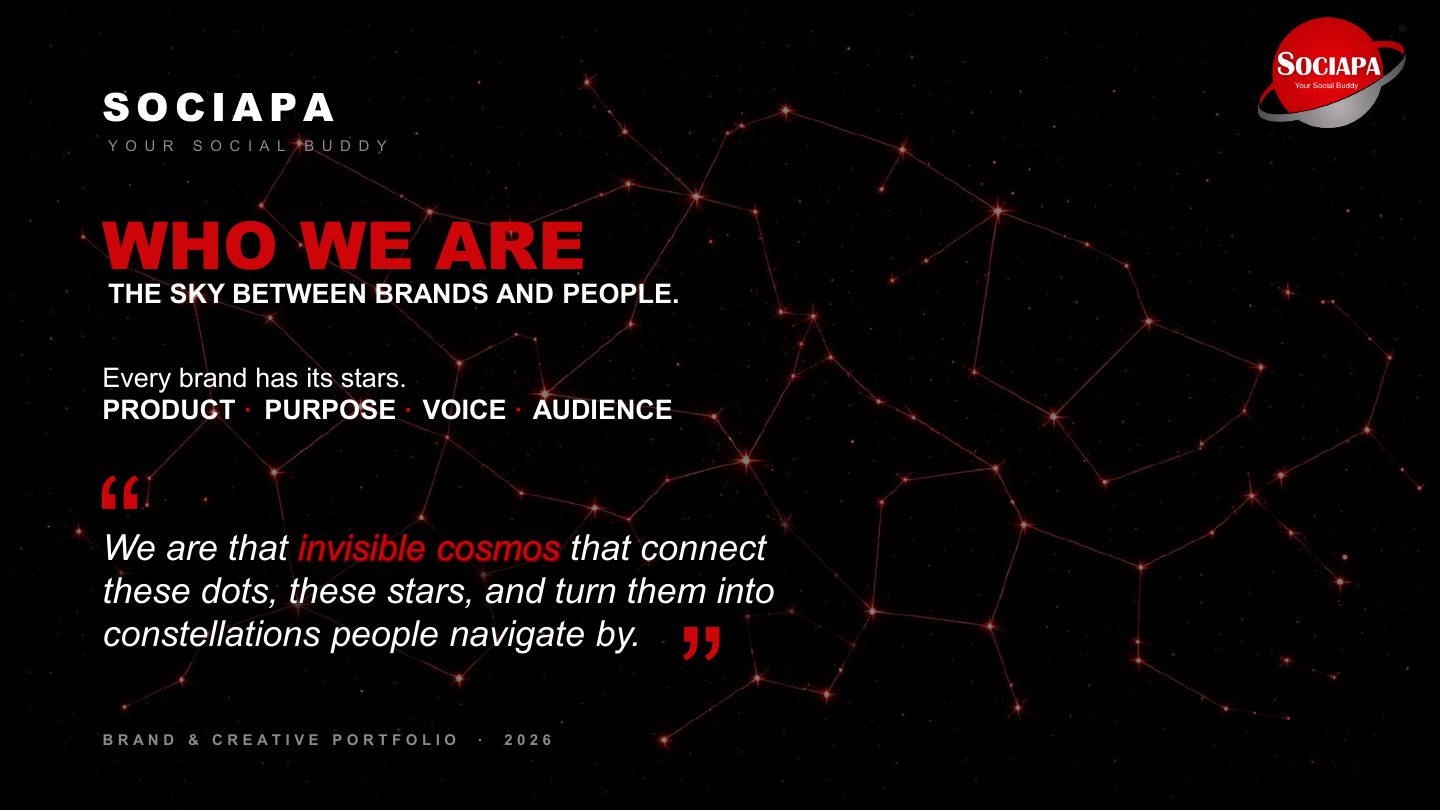 SOCIAPA
YOUR SOCIAL BUDDY
SOCIAPA
Your Social Buddy
®
WHO WE ARE
THE SKY BETWEEN BRANDS AND PEOPLE.
Every brand has its stars.
PRODUCT · PURPOSE · VOICE · AUDIENCE
“
We are that invisible cosmos that connect
these dots, these stars, and turn them into
constellations people navigate by. ”
BRAND & CREATIVE PORTFOLIO · 2026